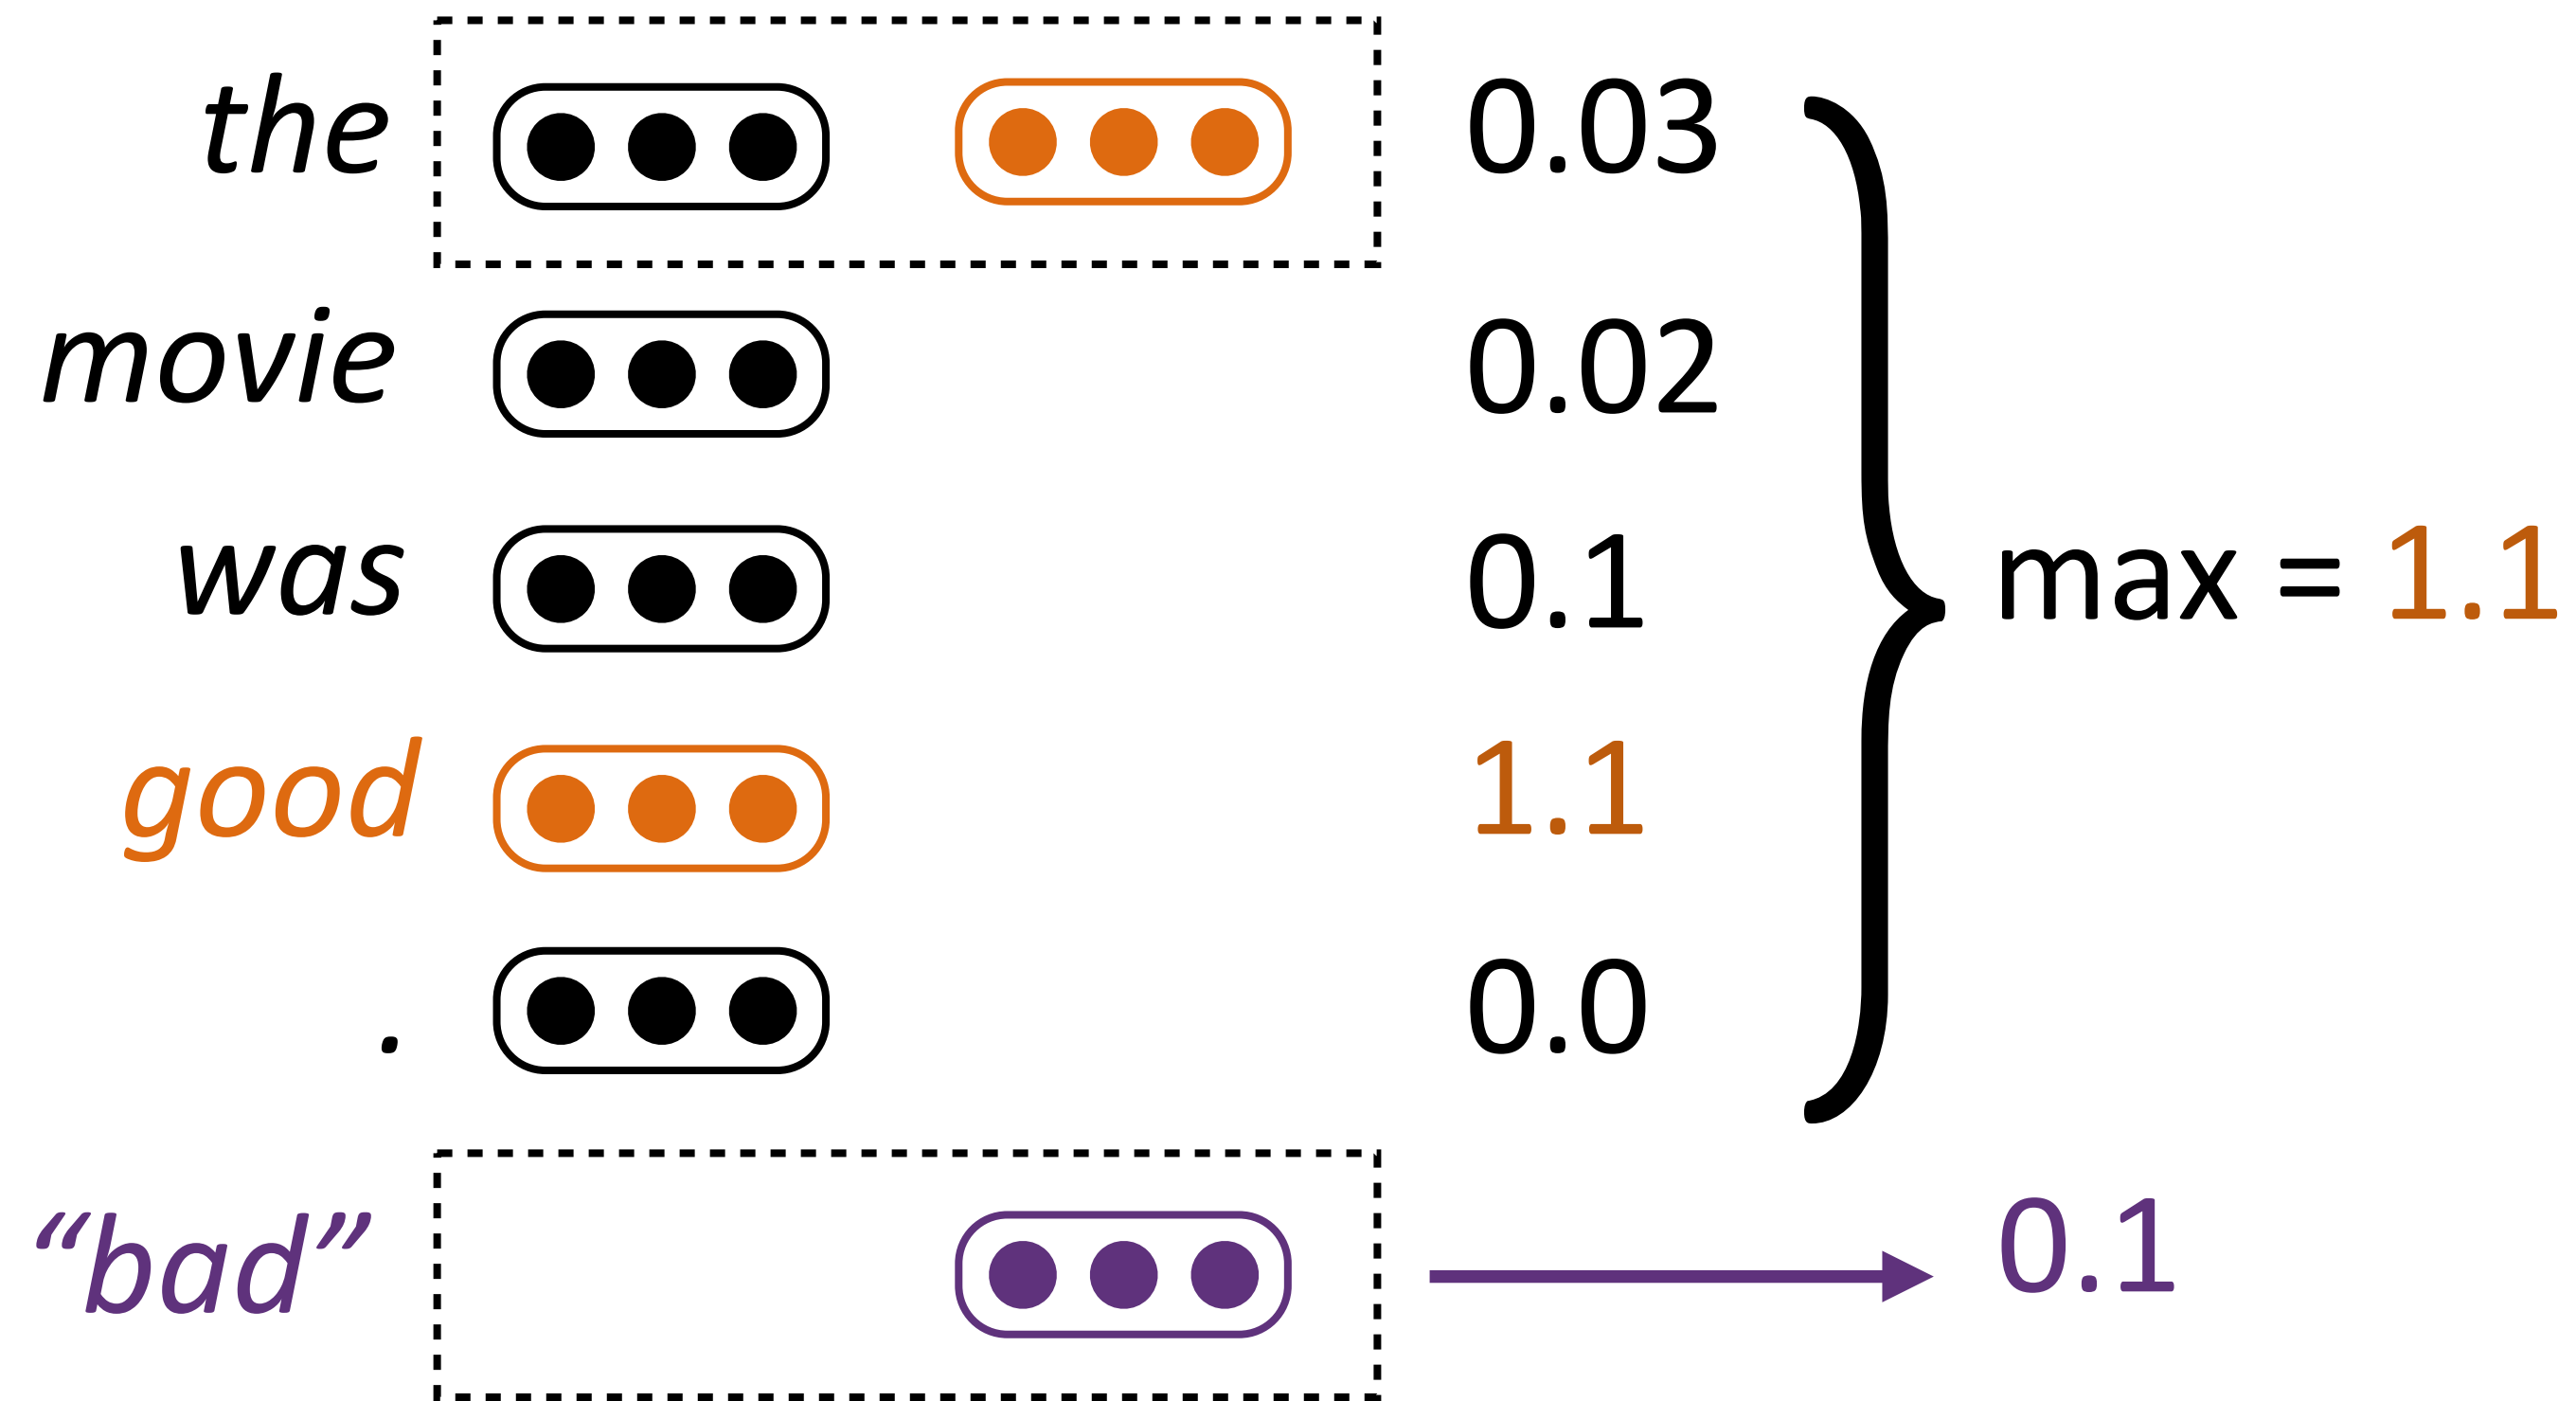 the 0.03
movie 0.02
was 0.1 max = 1.1
good 1.1
. 0.0
“bad” 0.1